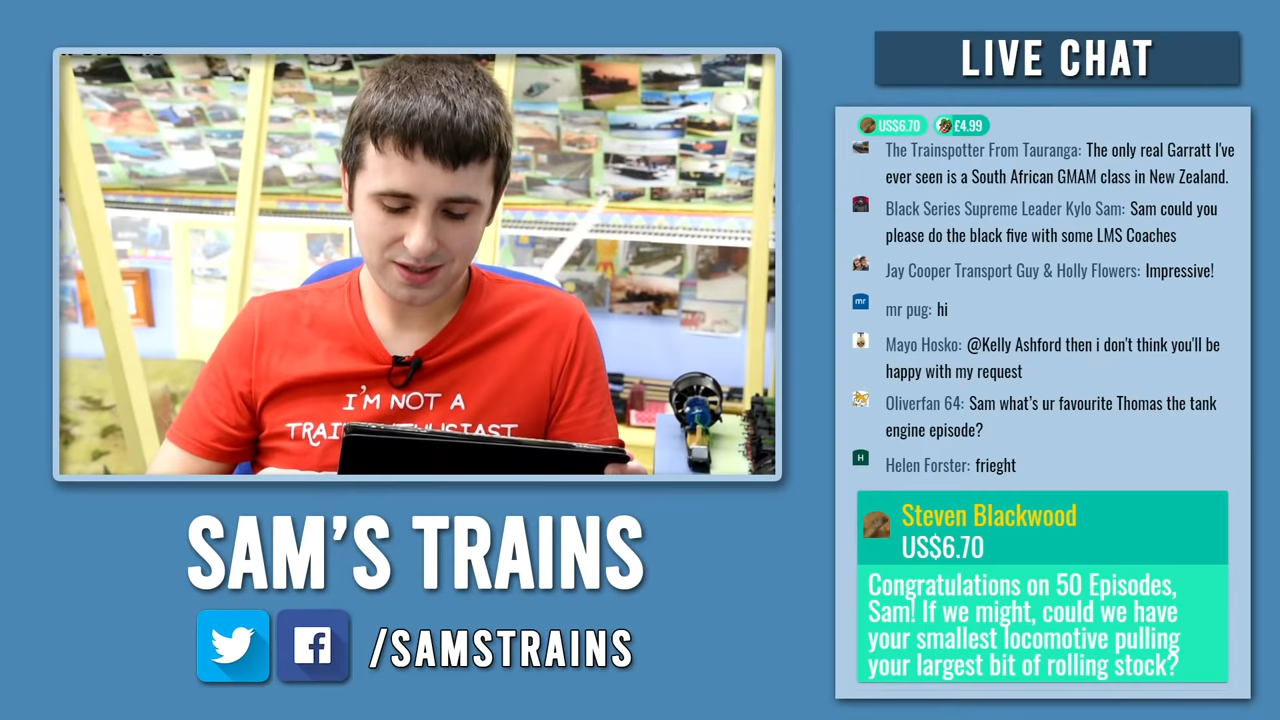 LIVE CHAT
US$6.70 £4.99
The Trainspotter From Tauranga: The only real Garratt I've
ever seen is a South African GMAM class in New Zealand.
Black Series Supreme Leader Kylo Sam: Sam could you
please do the black five with some LMS Coaches
Jay Cooper Transport Guy & Holly Flowers: Impressive!
mr
mr pug: hi
Mayo Hosko: @Kelly Ashford then i don't think you'll be
happy with my request
Oliverfan 64: Sam what's ur favourite Thomas the tank
engine episode?
H
Helen Forster: frieght
Steven Blackwood
US$6.70
Congratulations on 50 Episodes,
Sam! If we might, could we have
your smallest locomotive pulling
your largest bit of rolling stock?
I'M NOT A
SAM'S TRAINS
/SAMSTRAINS